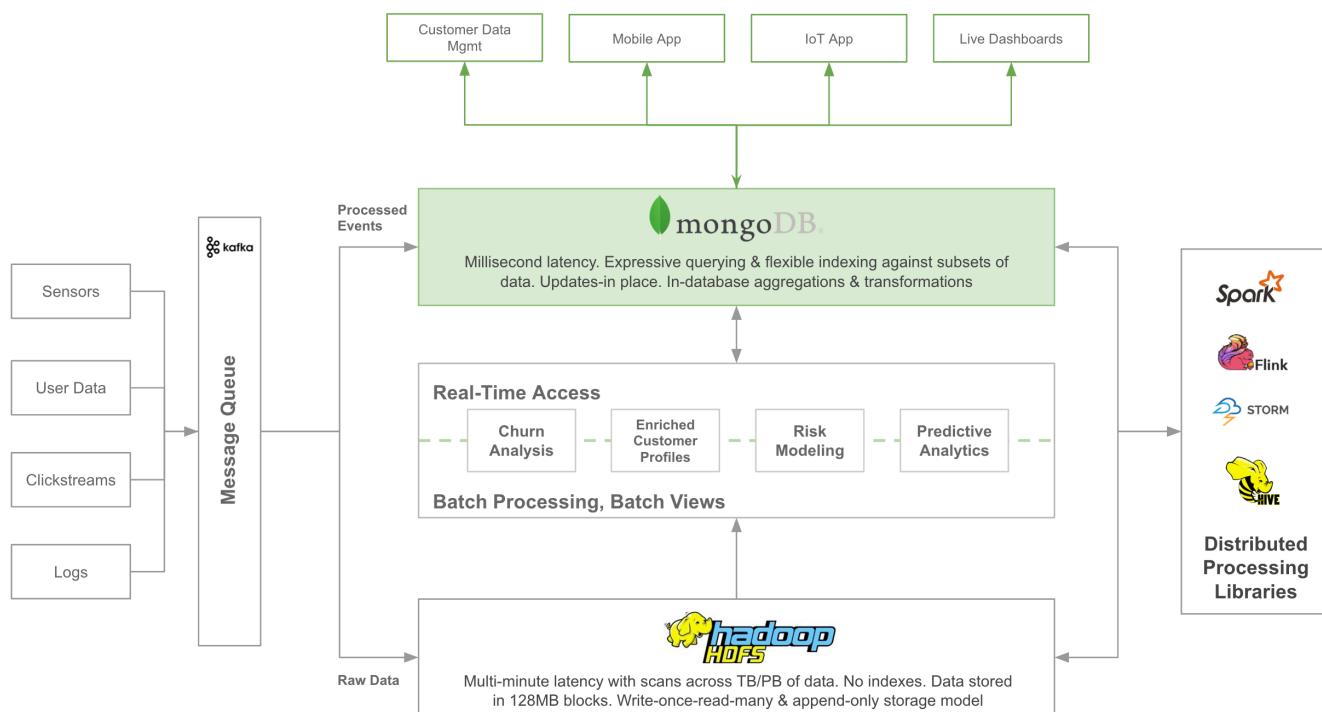 Customer Data
Mgmt
Mobile App
IoT App
Live Dashboards
Processed
Events
mongoDB.
Millisecond latency. Expressive querying & flexible indexing against subsets of
data. Updates-in place. In-database aggregations & transformations
kafka
Message Queue
Sensors
User Data
Clickstreams
Logs
Real-Time Access
Churn
Analysis
Enriched
Customer
Profiles
Risk
Modeling
Predictive
Analytics
Batch Processing, Batch Views
Raw Data
hadoop
HDFS
Multi-minute latency with scans across TB/PB of data. No indexes. Data stored
in 128MB blocks. Write-once-read-many & append-only storage model
Spark
Flink
STORM
HIVE
Distributed
Processing
Libraries